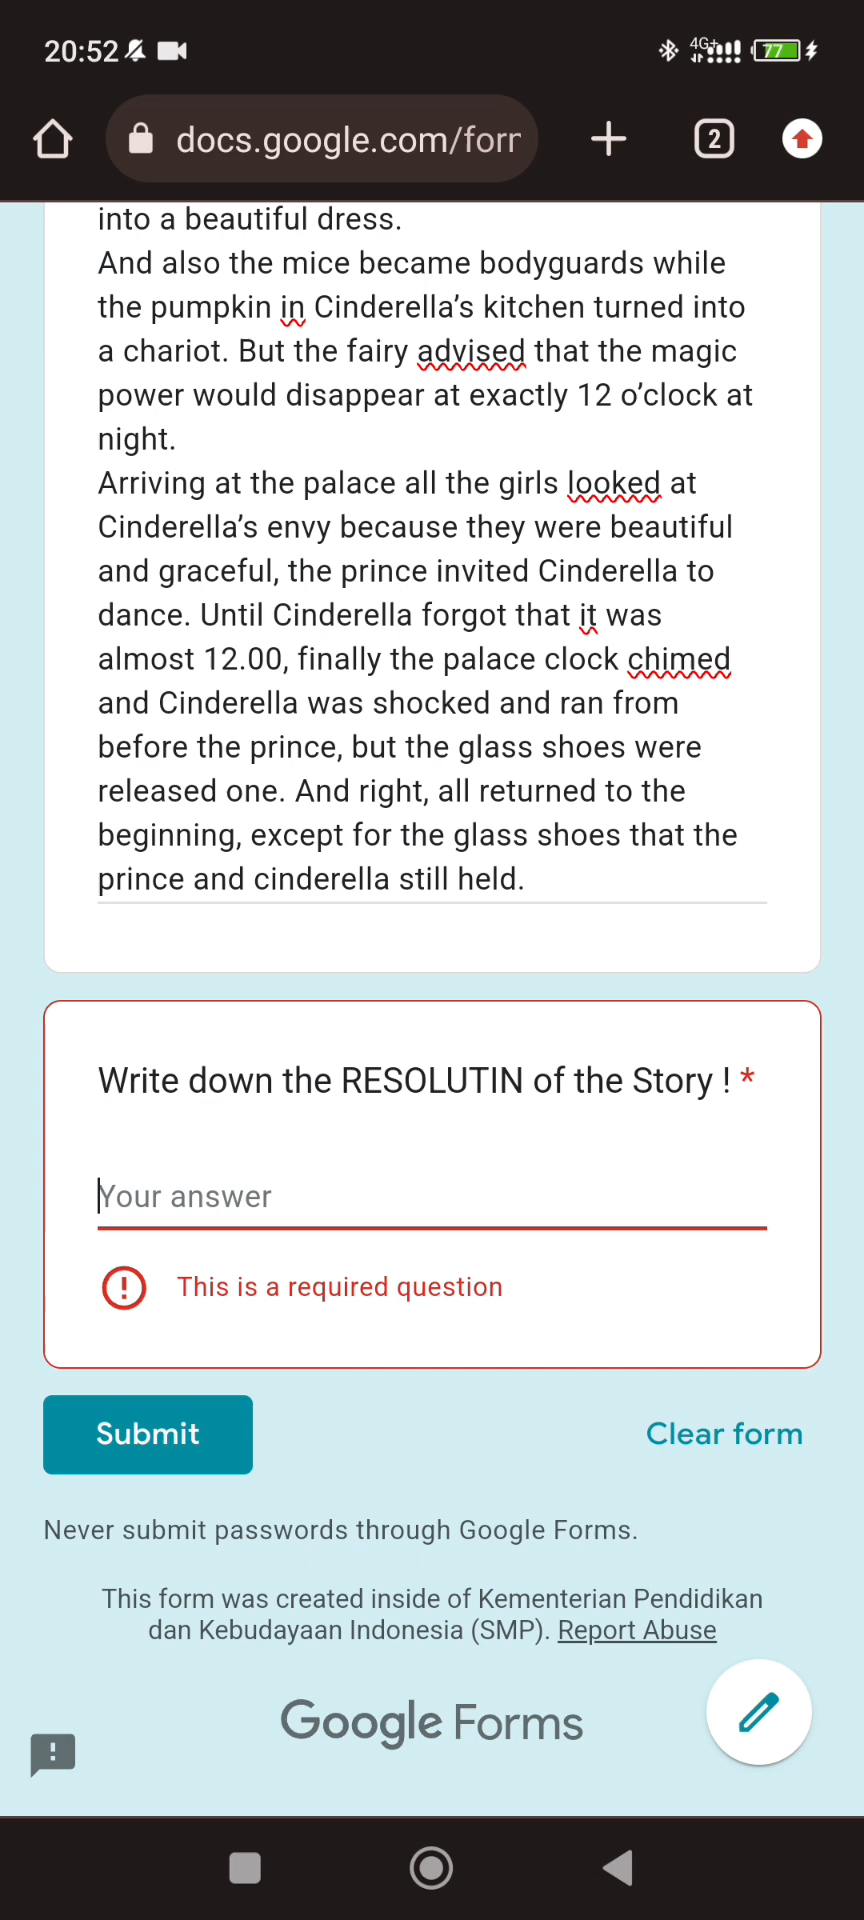 20:52
4G+
77
docs.google.com/forr
2
into a beautiful dress.
And also the mice became bodyguards while
the pumpkin in Cinderella’s kitchen turned into
a chariot. But the fairy advised that the magic
power would disappear at exactly 12 o’clock at
night.
Arriving at the palace all the girls looked at
Cinderella’s envy because they were beautiful
and graceful, the prince invited Cinderella to
dance. Until Cinderella forgot that it was
almost 12.00, finally the palace clock chimed
and Cinderella was shocked and ran from
before the prince, but the glass shoes were
released one. And right, all returned to the
beginning, except for the glass shoes that the
prince and cinderella still held.
Write down the RESOLUTIN of the Story ! *
Your answer
This is a required question
Submit
Clear form
Never submit passwords through Google Forms.
This form was created inside of Kementerian Pendidikan
dan Kebudayaan Indonesia (SMP). Report Abuse
Google Forms